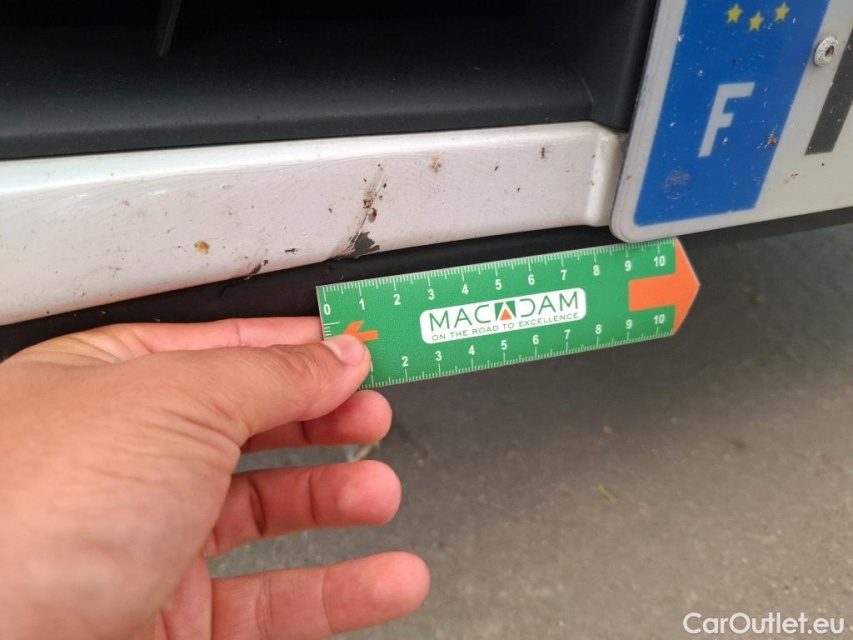 F
0 1 2 3 4 5 6 7 8 9 10
MACADAM
ON THE ROAD TO EXCELLENCE
2 3 4 5 6 7 8 9 10
CarOutlet.eu